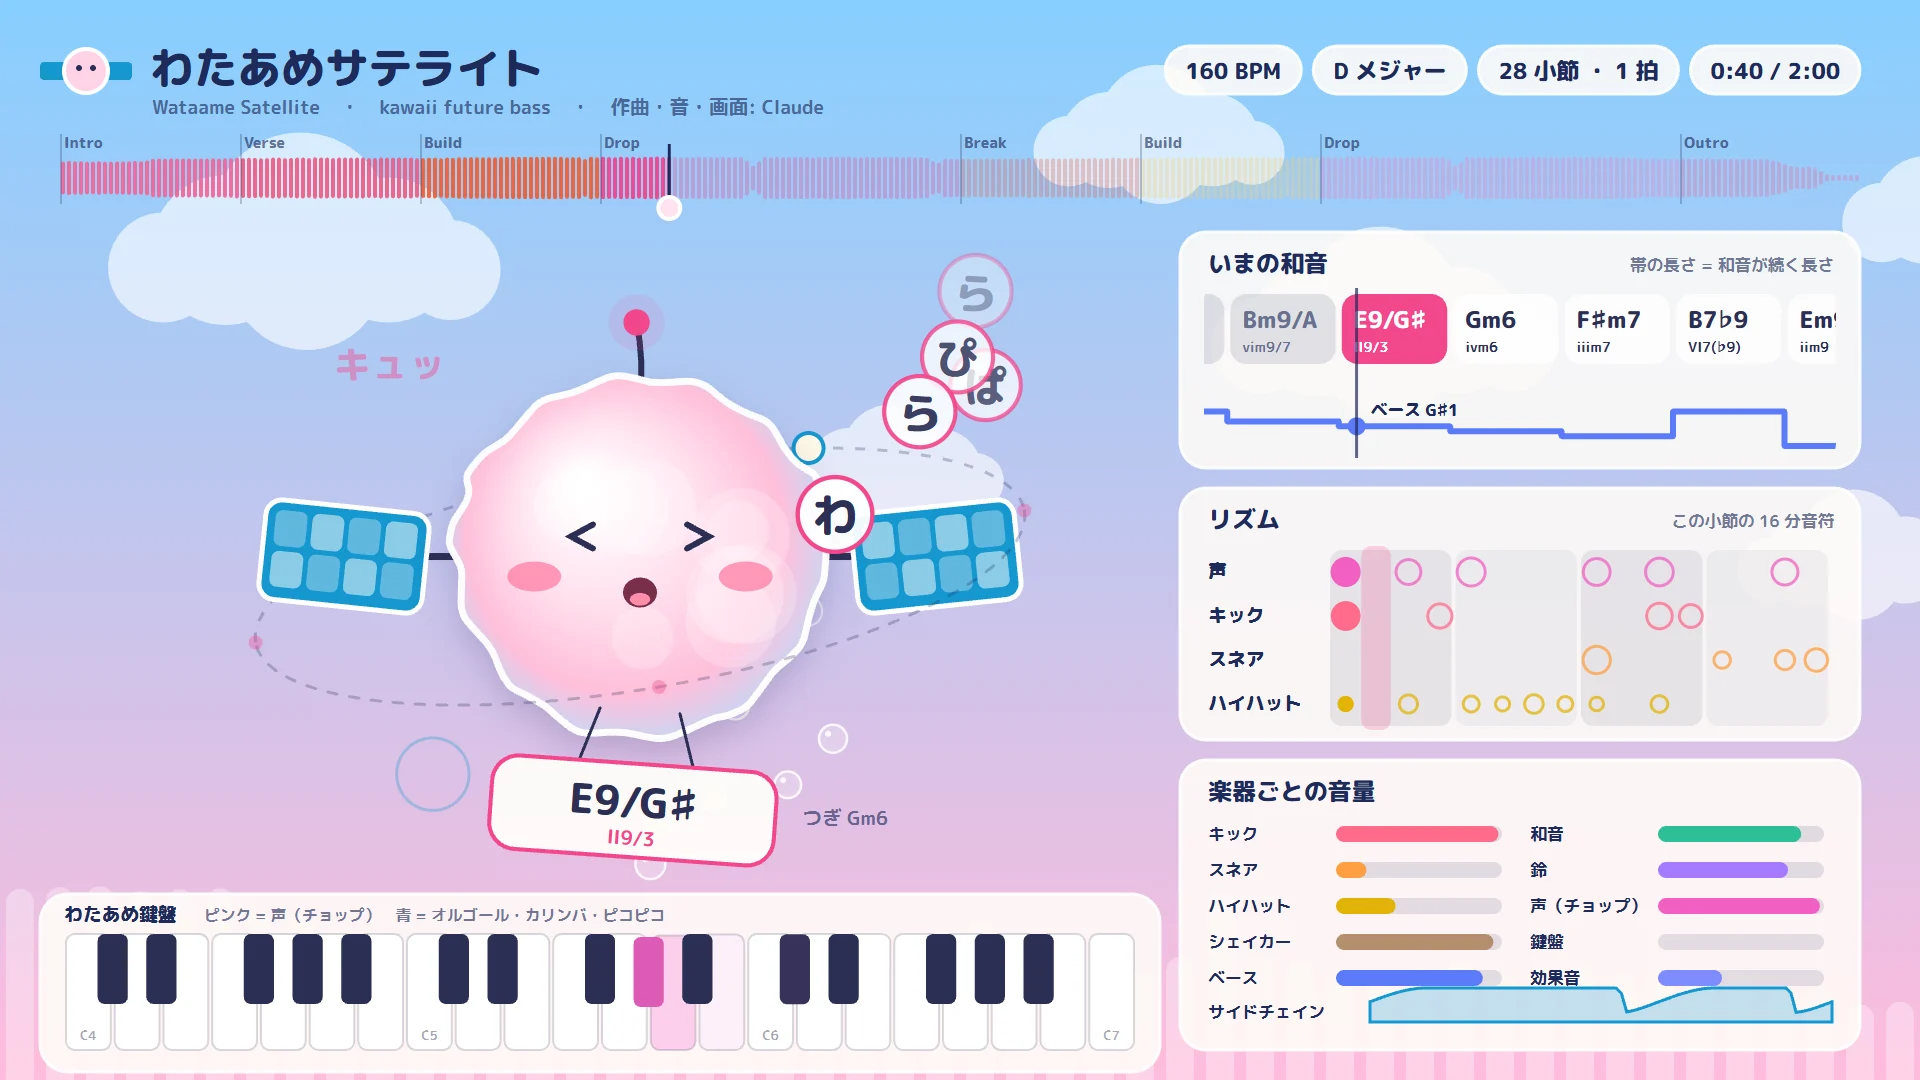 わたあめサテライト
Wataame Satellite ・ kawaii future bass ・ 作曲・音・画面: Claude
160 BPM
D メジャー
28 小節 ・ 1 拍
0:40 / 2:00
Intro Verse Build Drop Break Build Drop Outro
キュッ
ら
ぴ
ぱ
ら
わ
E9/G♯
II9/3
つぎ Gm6
いまの和音 帯の長さ = 和音が続く長さ
Bm9/A E9/G♯ Gm6 F♯m7 B7♭9
vim9/7 II9/3 ivm6 iiim7 VI7(♭9) iim9
ベース G♯1
リズム この小節の 16 分音符
声
キック
スネア
ハイハット
楽器ごとの音量
キック 和音
スネア 鈴
ハイハット 声（チョップ）
シェイカー 鍵盤
ベース 効果音
サイドチェイン
わたあめ鍵盤 ピンク = 声（チョップ） 青 = オルゴール・カリンバ・ピコピコ
C4 C5 C6 C7